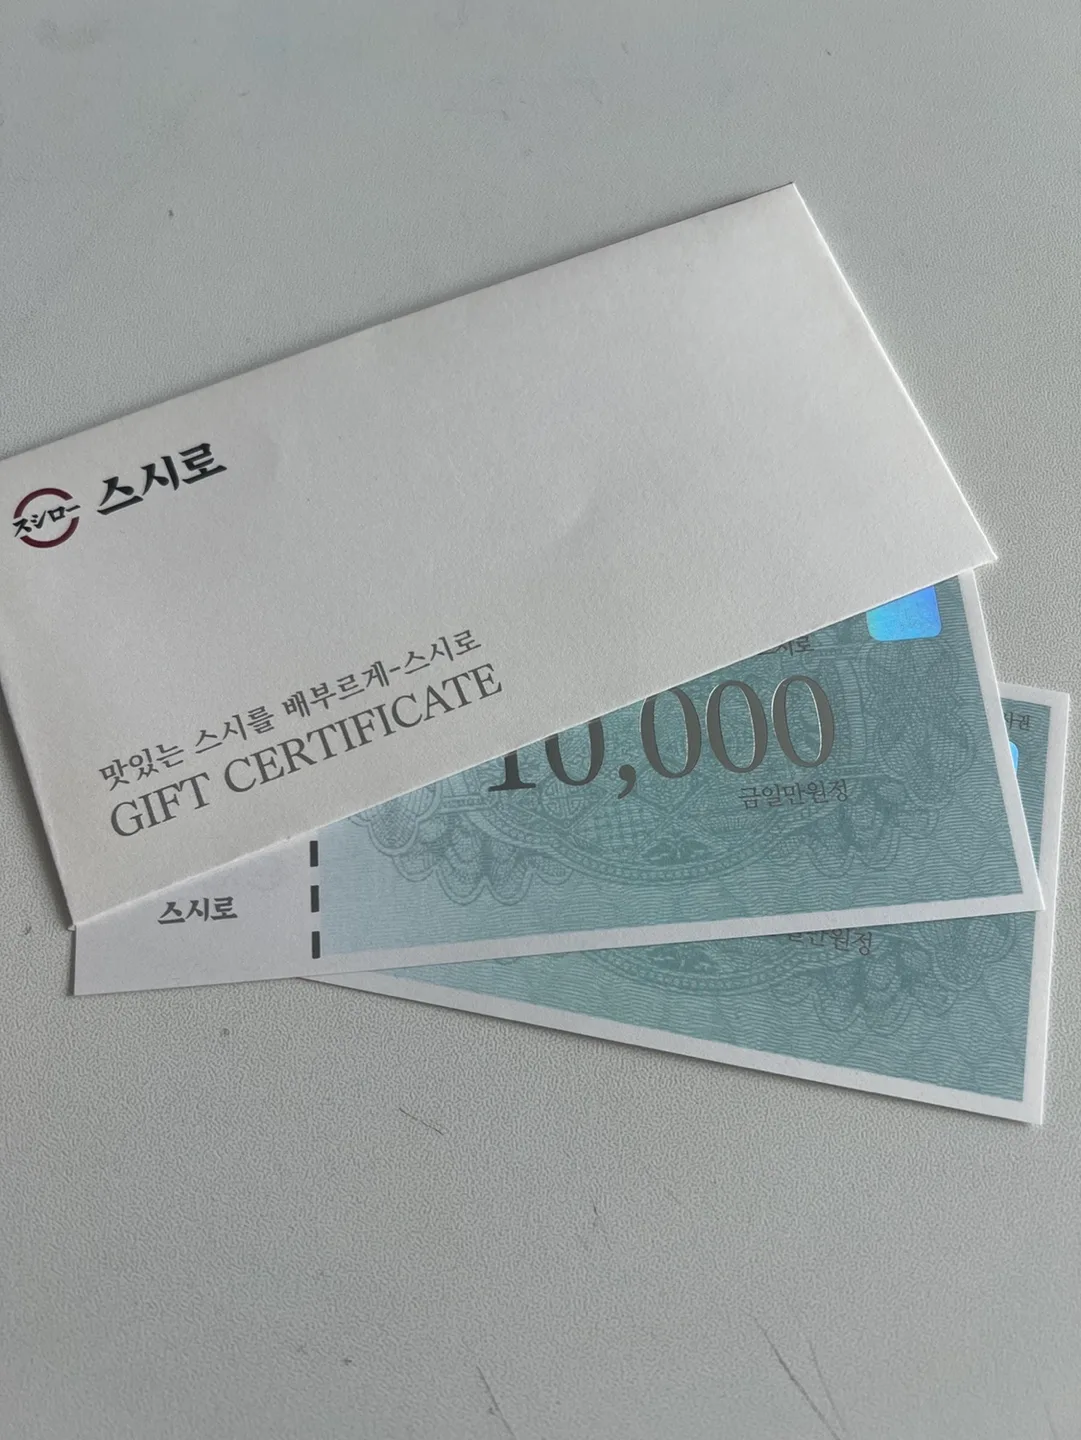 スシロー 스시로
맛있는 스시를 배부르게-스시로
GIFT CERTIFICATE
10,000
금일만원정
스시로